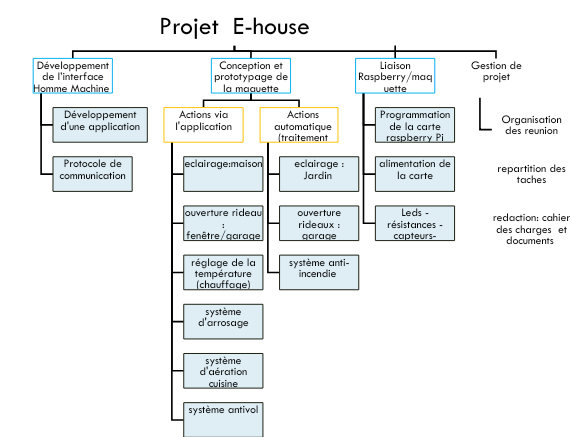 Projet E-house
Développement
de l'interface
Homme Machine
Développement
d'une application
Protocole de
communication
Conception et
prototypage de
la maquette
Actions via
l'application
eclairage:maison
ouverture rideau
:
fenêtre/garage
réglage de la
température
(chauffage)
système
d'arrosage
système
d'aération
cuisine
système antivol
Actions
automatique
(traitement
eclairage :
Jardin
ouverture
rideaux :
garage
système anti-
incendie
Liaison
Raspberry/maq
uette
Programmation
de la carte
raspberry Pi
alimentation de
la carte
Leds -
résistances -
capteurs-
Gestion de
projet
Organisation
des reunion
repartition des
taches
redaction: cahier
des charges et
documents